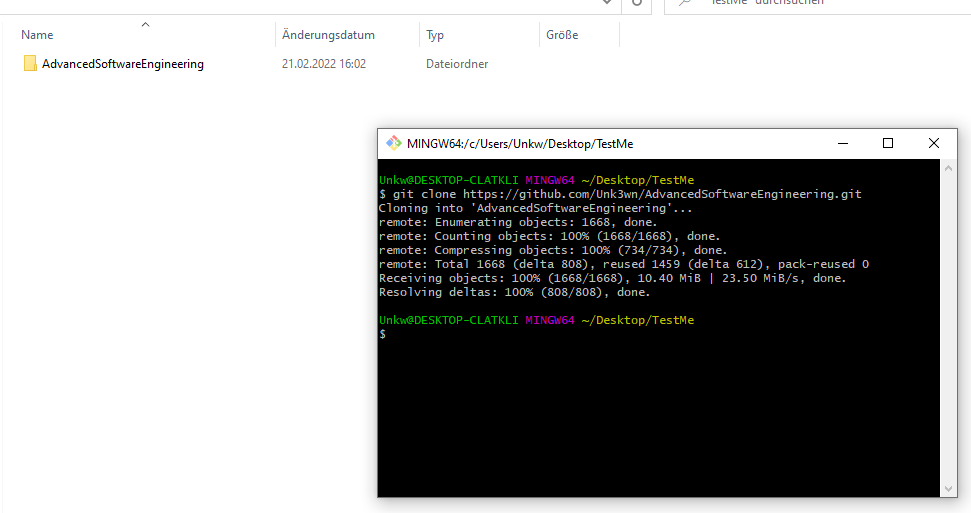 "TestMe" durchsuchen
Name Änderungsdatum Typ Größe
AdvancedSoftwareEngineering 21.02.2022 16:02 Dateiordner
MINGW64:/c/Users/Unkw/Desktop/TestMe
Unkw@DESKTOP-CLATKLI MINGW64 ~/Desktop/TestMe
$ git clone https://github.com/Unk3wn/AdvancedSoftwareEngineering.git
Cloning into 'AdvancedSoftwareEngineering'...
remote: Enumerating objects: 1668, done.
remote: Counting objects: 100% (1668/1668), done.
remote: Compressing objects: 100% (734/734), done.
remote: Total 1668 (delta 808), reused 1459 (delta 612), pack-reused 0
Receiving objects: 100% (1668/1668), 10.40 MiB | 23.50 MiB/s, done.
Resolving deltas: 100% (808/808), done.
Unkw@DESKTOP-CLATKLI MINGW64 ~/Desktop/TestMe
$